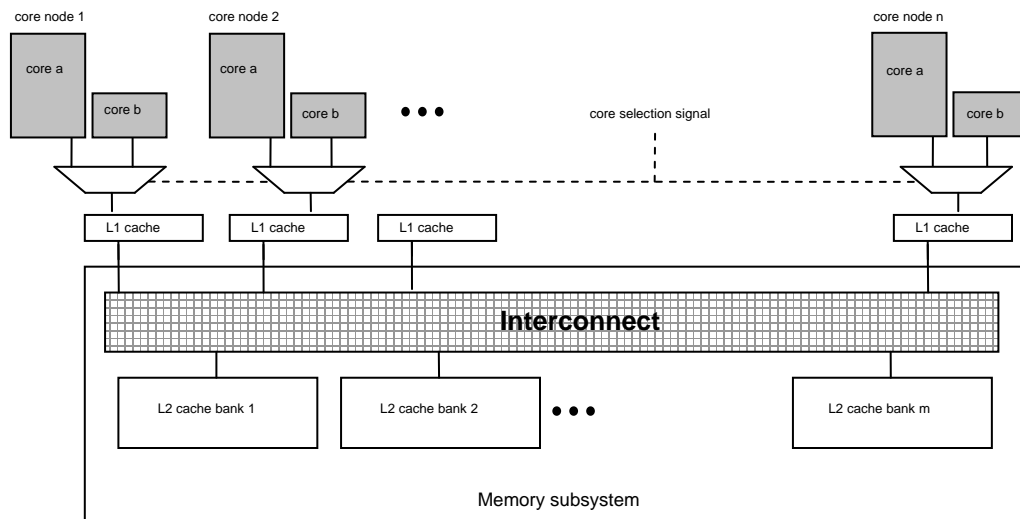 core node 1
core node 2
core node n
core a
core a
core a
core b
core b
core b
core selection signal
L1 cache
L1 cache
L1 cache
L1 cache
Interconnect
L2 cache bank 1
L2 cache bank 2
L2 cache bank m
Memory subsystem